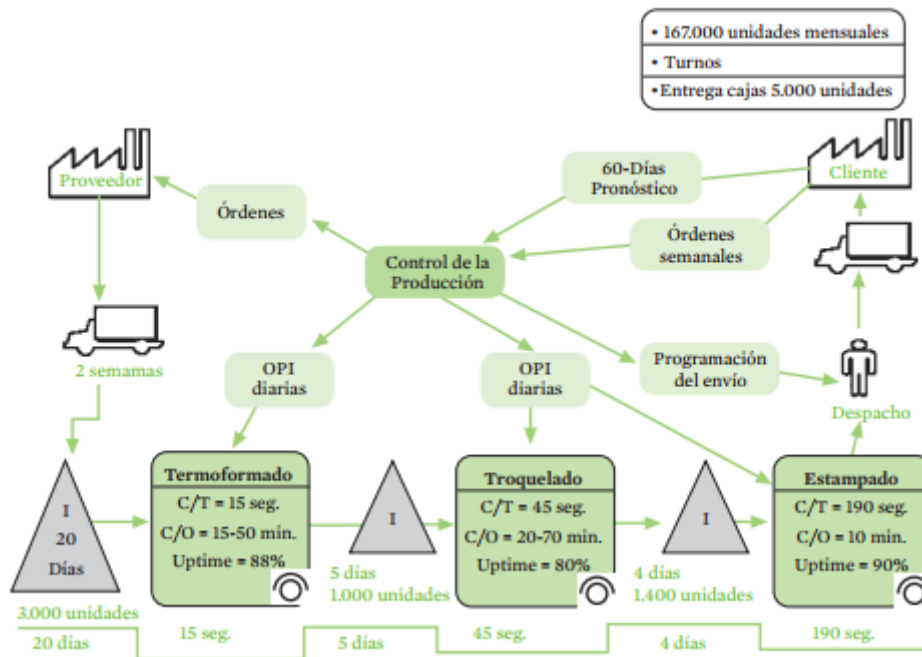 • 167.000 unidades mensuales
• Turnos
•Entrega cajas 5.000 unidades
Proveedor
Cliente
60-Días
Pronóstico
Órdenes
Órdenes
semanales
Control de la
Producción
2 semamas
OPI
diarias
OPI
diarias
Programación
del envío
Despacho
I
20
Días
Termoformado
C/T = 15 seg.
C/O = 15-50 min.
Uptime = 88%
I
Troquelado
C/T = 45 seg.
C/O = 20-70 min.
Uptime = 80%
I
Estampado
C/T = 190 seg.
C/O = 10 min.
Uptime = 90%
3.000 unidades
5 días
1.000 unidades
4 días
1.400 unidades
20 días
15 seg.
5 días
45 seg.
4 días
190 seg.